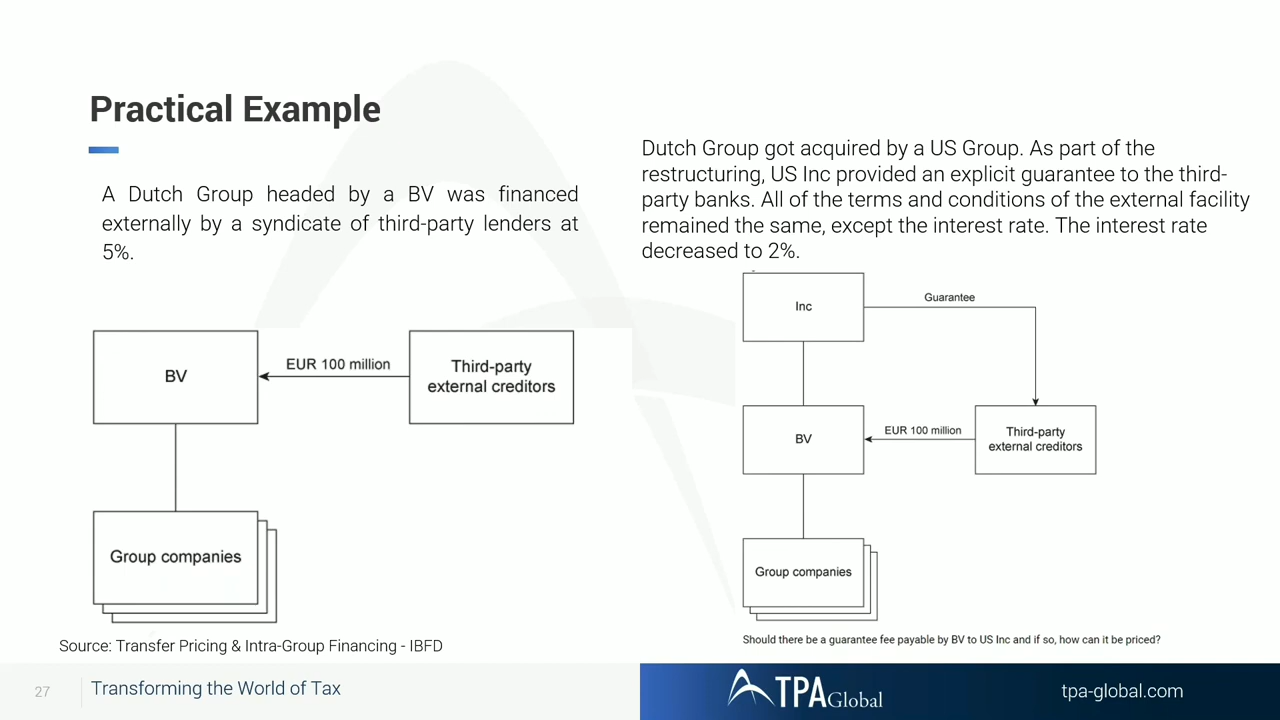 Practical Example
A Dutch Group headed by a BV was financed
externally by a syndicate of third-party lenders at
5%.
BV
EUR 100 million
Third-party
external creditors
Group companies
Source: Transfer Pricing & Intra-Group Financing - IBFD
Dutch Group got acquired by a US Group. As part of the
restructuring, US Inc provided an explicit guarantee to the third-
party banks. All of the terms and conditions of the external facility
remained the same, except the interest rate. The interest rate
decreased to 2%.
Inc
Guarantee
BV
EUR 100 million
Third-party
external creditors
Group companies
Should there be a guarantee fee payable by BV to US Inc and if so, how can it be priced?
27
Transforming the World of Tax
TPA Global
tpa-global.com